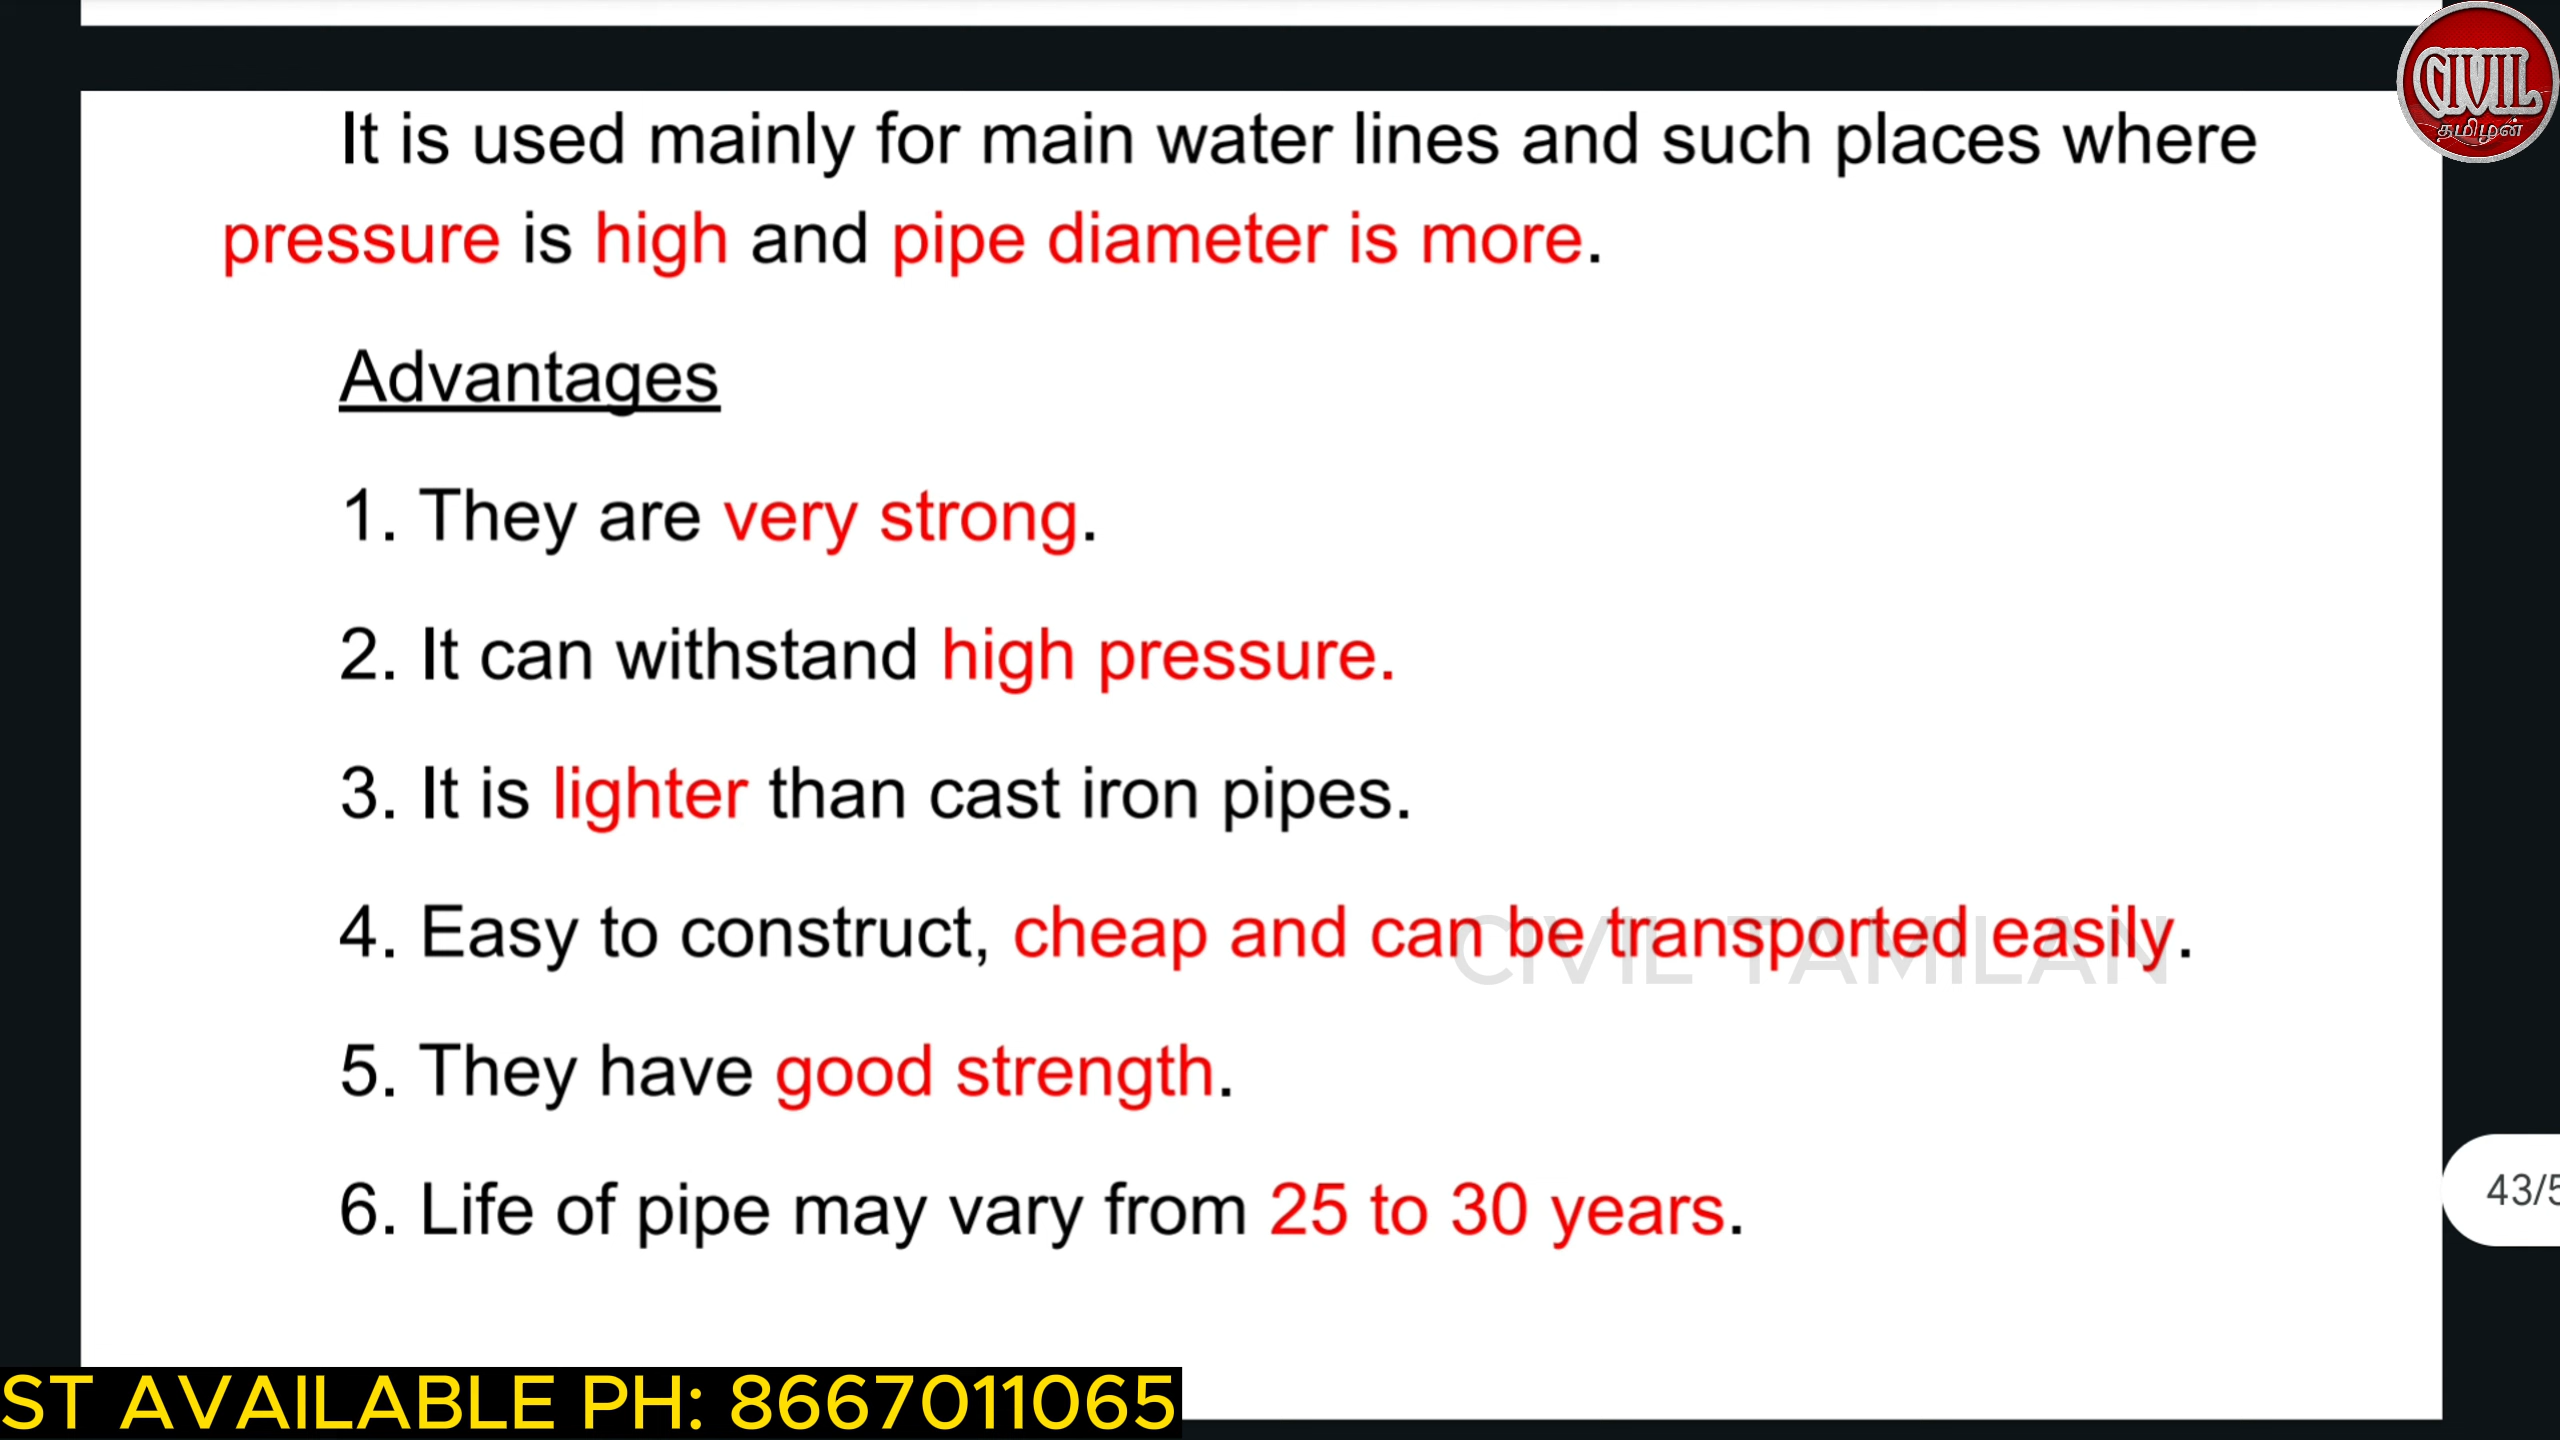 CIVIL
தமிழன்
It is used mainly for main water lines and such places where
pressure is high and pipe diameter is more.
Advantages
1. They are very strong.
2. It can withstand high pressure.
3. It is lighter than cast iron pipes.
4. Easy to construct, cheap and can be transported easily.
CIVIL TAMILAN
5. They have good strength.
6. Life of pipe may vary from 25 to 30 years.
43/5
ST AVAILABLE PH: 8667011065